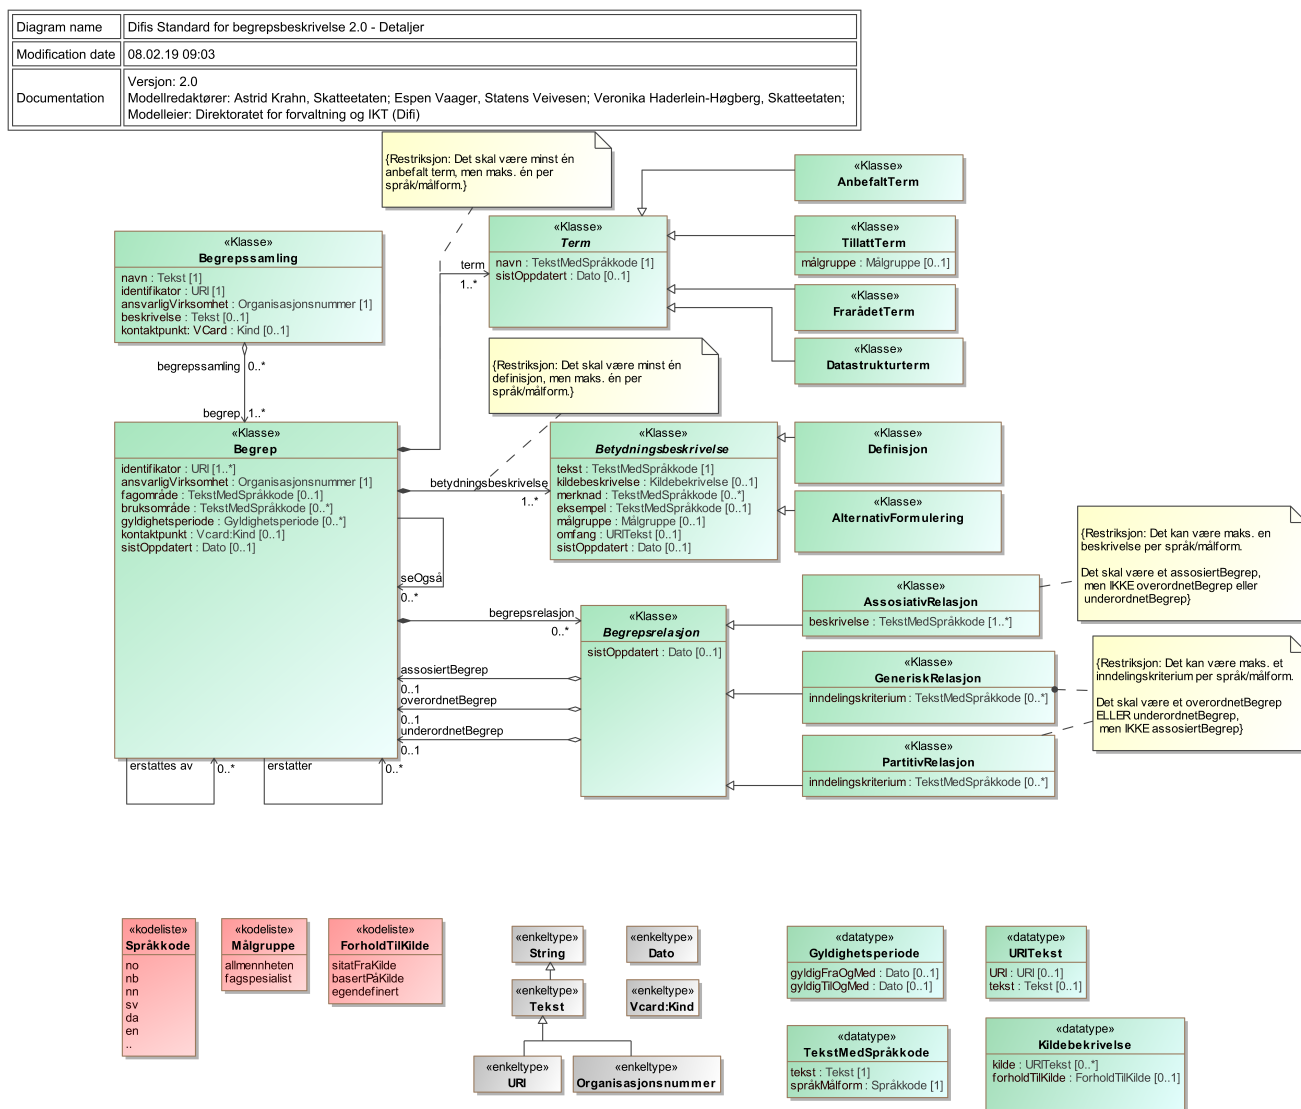 Diagram name
Difis Standard for begrepsbeskrivelse 2.0 - Detaljer
Modification date
08.02.19 09:03
Documentation
Versjon: 2.0
Modellredaktører: Astrid Krahn, Skatteetaten; Espen Vaager, Statens Veivesen; Veronika Haderlein-Høgberg, Skatteetaten;
Modelleier: Direktoratet for forvaltning og IKT (Difi)
{Restriksjon: Det skal være minst én
anbefalt term, men maks. én per
språk/målform.}
«Klasse»
AnbefaltTerm
«Klasse»
Term
navn : TekstMedSpråkkode [1]
sistOppdatert : Dato [0..1]
«Klasse»
TillattTerm
målgruppe : Målgruppe [0..1]
«Klasse»
Begrepssamling
navn : Tekst [1]
identifikator : URI [1]
ansvarligVirksomhet : Organisasjonsnummer [1]
beskrivelse : Tekst [0..1]
kontaktpunkt: VCard : Kind [0..1]
term
1..*
«Klasse»
FrarådetTerm
«Klasse»
Datastrukturterm
{Restriksjon: Det skal være minst én
definisjon, men maks. én per
språk/målform.}
begrepssamling
0..*
begrep
1..*
«Klasse»
Begrep
identifikator : URI [1..*]
ansvarligVirksomhet : Organisasjonsnummer [1]
fagområde : TekstMedSpråkkode [0..1]
bruksområde : TekstMedSpråkkode [0..*]
gyldighetsperiode : Gyldighetsperiode [0..*]
kontaktpunkt : Vcard:Kind [0..1]
sistOppdatert : Dato [0..1]
betydningsbeskrivelse
1..*
«Klasse»
Betydningsbeskrivelse
tekst : TekstMedSpråkkode [1]
kildebeskrivelse : Kildebekrivelse [0..1]
merknad : TekstMedSpråkkode [0..*]
eksempel : TekstMedSpråkkode [0..1]
målgruppe : Målgruppe [0..1]
omfang : URITekst [0..1]
sistOppdatert : Dato [0..1]
«Klasse»
Definisjon
«Klasse»
AlternativFormulering
{Restriksjon: Det kan være maks. en
beskrivelse per språk/målform.
Det skal være et assosiertBegrep,
men IKKE overordnetBegrep eller
underordnetBegrep}
seOgså
0..*
begrepsrelasjon
0..*
«Klasse»
Begrepsrelasjon
sistOppdatert : Dato [0..1]
«Klasse»
AssosiativRelasjon
beskrivelse : TekstMedSpråkkode [1..*]
«Klasse»
GeneriskRelasjon
inndelingskriterium : TekstMedSpråkkode [0..*]
{Restriksjon: Det kan være maks. et
inndelingskriterium per språk/målform.
Det skal være et overordnetBegrep
ELLER underordnetBegrep,
men IKKE assosiertBegrep}
assosiertBegrep
0..1
overordnetBegrep
0..1
underordnetBegrep
0..1
«Klasse»
PartitivRelasjon
inndelingskriterium : TekstMedSpråkkode [0..*]
erstattes av
0..*
erstatter
0..*
«kodeliste»
Språkkode
no
nb
nn
sv
da
en
..
«kodeliste»
Målgruppe
allmennheten
fagspesialist
«kodeliste»
ForholdTilKilde
sitatFraKilde
basertPåKilde
egendefinert
«enkeltype»
String
«enkeltype»
Dato
«enkeltype»
Tekst
«enkeltype»
Vcard:Kind
«enkeltype»
URI
«enkeltype»
Organisasjonsnummer
«datatype»
Gyldighetsperiode
gyldigFraOgMed : Dato [0..1]
gyldigTilOgMed : Dato [0..1]
«datatype»
URITekst
URI : URI [0..1]
tekst : Tekst [0..1]
«datatype»
TekstMedSpråkkode
tekst : Tekst [1]
språkMålform : Språkkode [1]
«datatype»
Kildebekrivelse
kilde : URITekst [0..*]
forholdTilKilde : ForholdTilKilde [0..1]